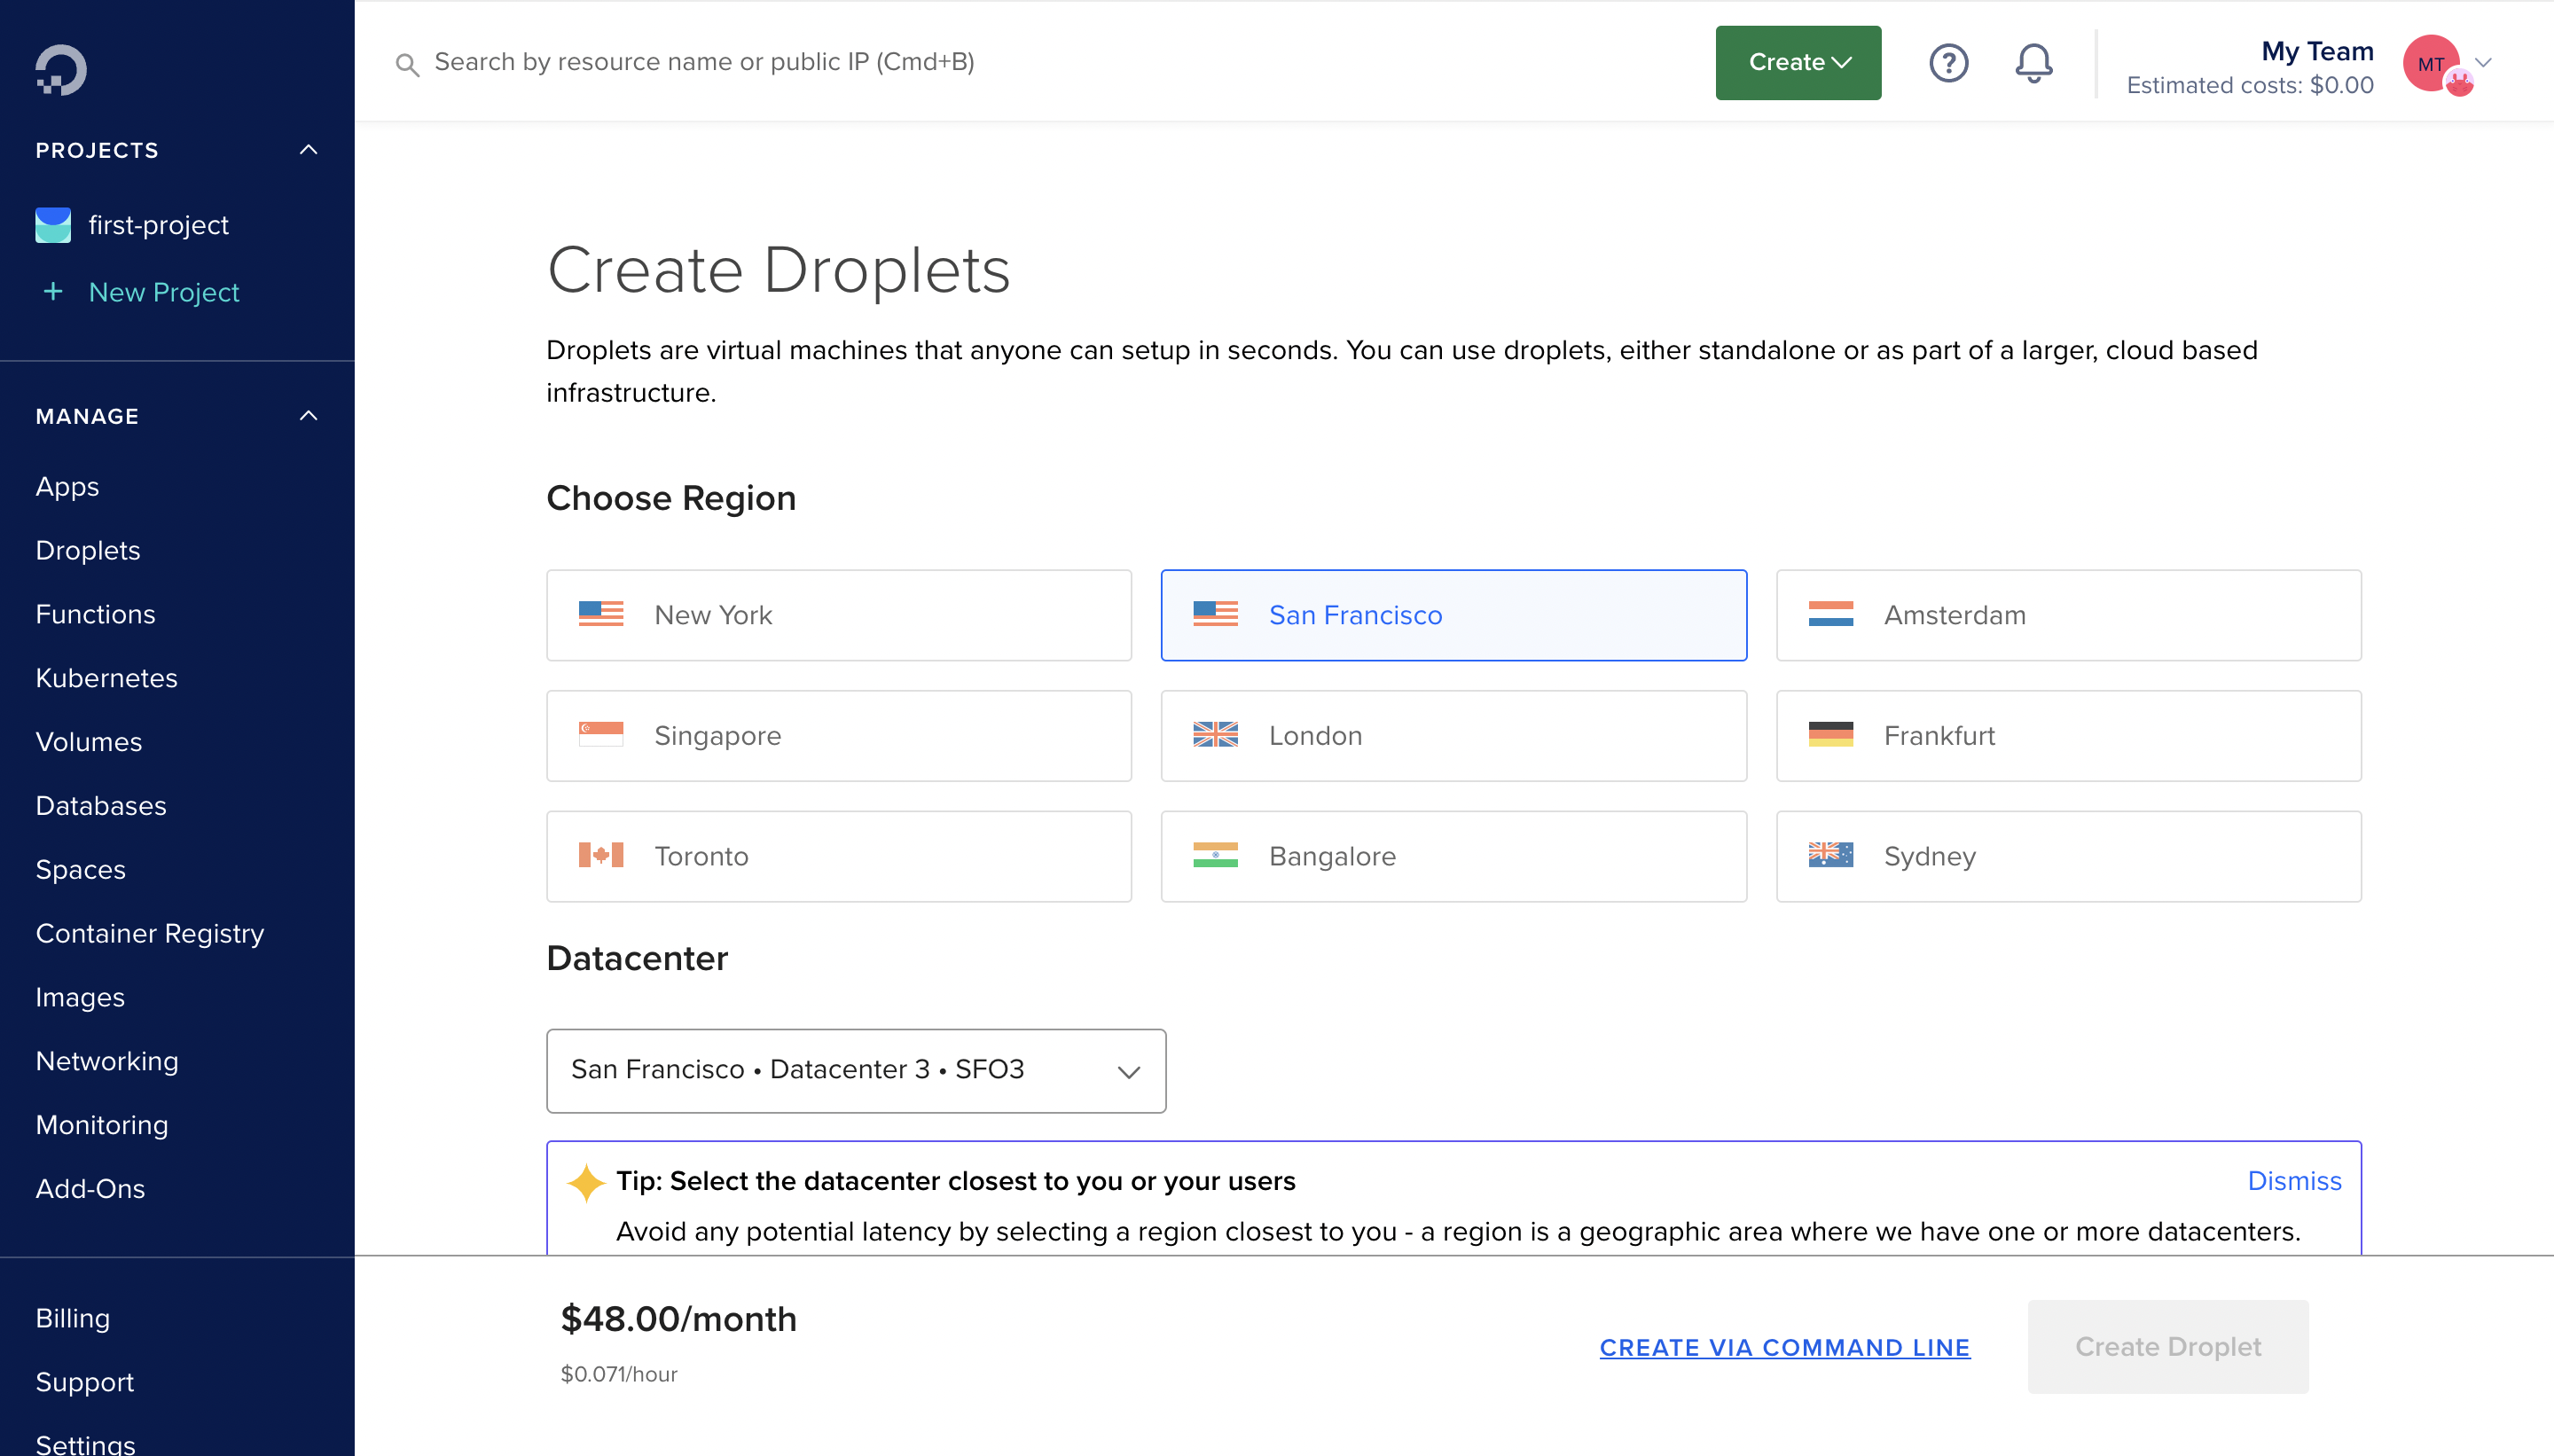 PROJECTS
first-project
+ New Project
MANAGE
Apps
Droplets
Functions
Kubernetes
Volumes
Databases
Spaces
Container Registry
Images
Networking
Monitoring
Add-Ons
Billing
Support
Settings
Search by resource name or public IP (Cmd+B)
Create
?
My Team
Estimated costs: $0.00
MT
Create Droplets
Droplets are virtual machines that anyone can setup in seconds. You can use droplets, either standalone or as part of a larger, cloud based
infrastructure.
Choose Region
New York
San Francisco
Amsterdam
Singapore
London
Frankfurt
Toronto
Bangalore
Sydney
Datacenter
San Francisco • Datacenter 3 • SFO3
Tip: Select the datacenter closest to you or your users
Dismiss
Avoid any potential latency by selecting a region closest to you - a region is a geographic area where we have one or more datacenters.
$48.00/month
$0.071/hour
CREATE VIA COMMAND LINE
Create Droplet